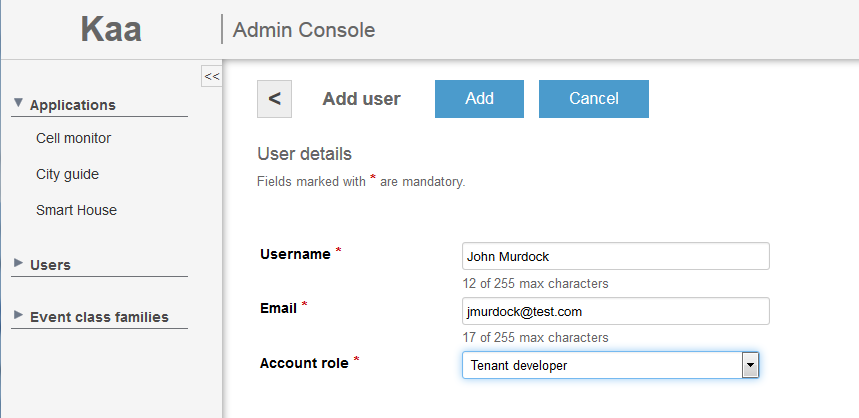 Kaa
Admin Console
<<
Applications
Cell monitor
City guide
Smart House
Users
Event class families
< Add user Add Cancel
User details
Fields marked with * are mandatory.
Username * John Murdock
12 of 255 max characters
Email * jmurdock@test.com
17 of 255 max characters
Account role * Tenant developer